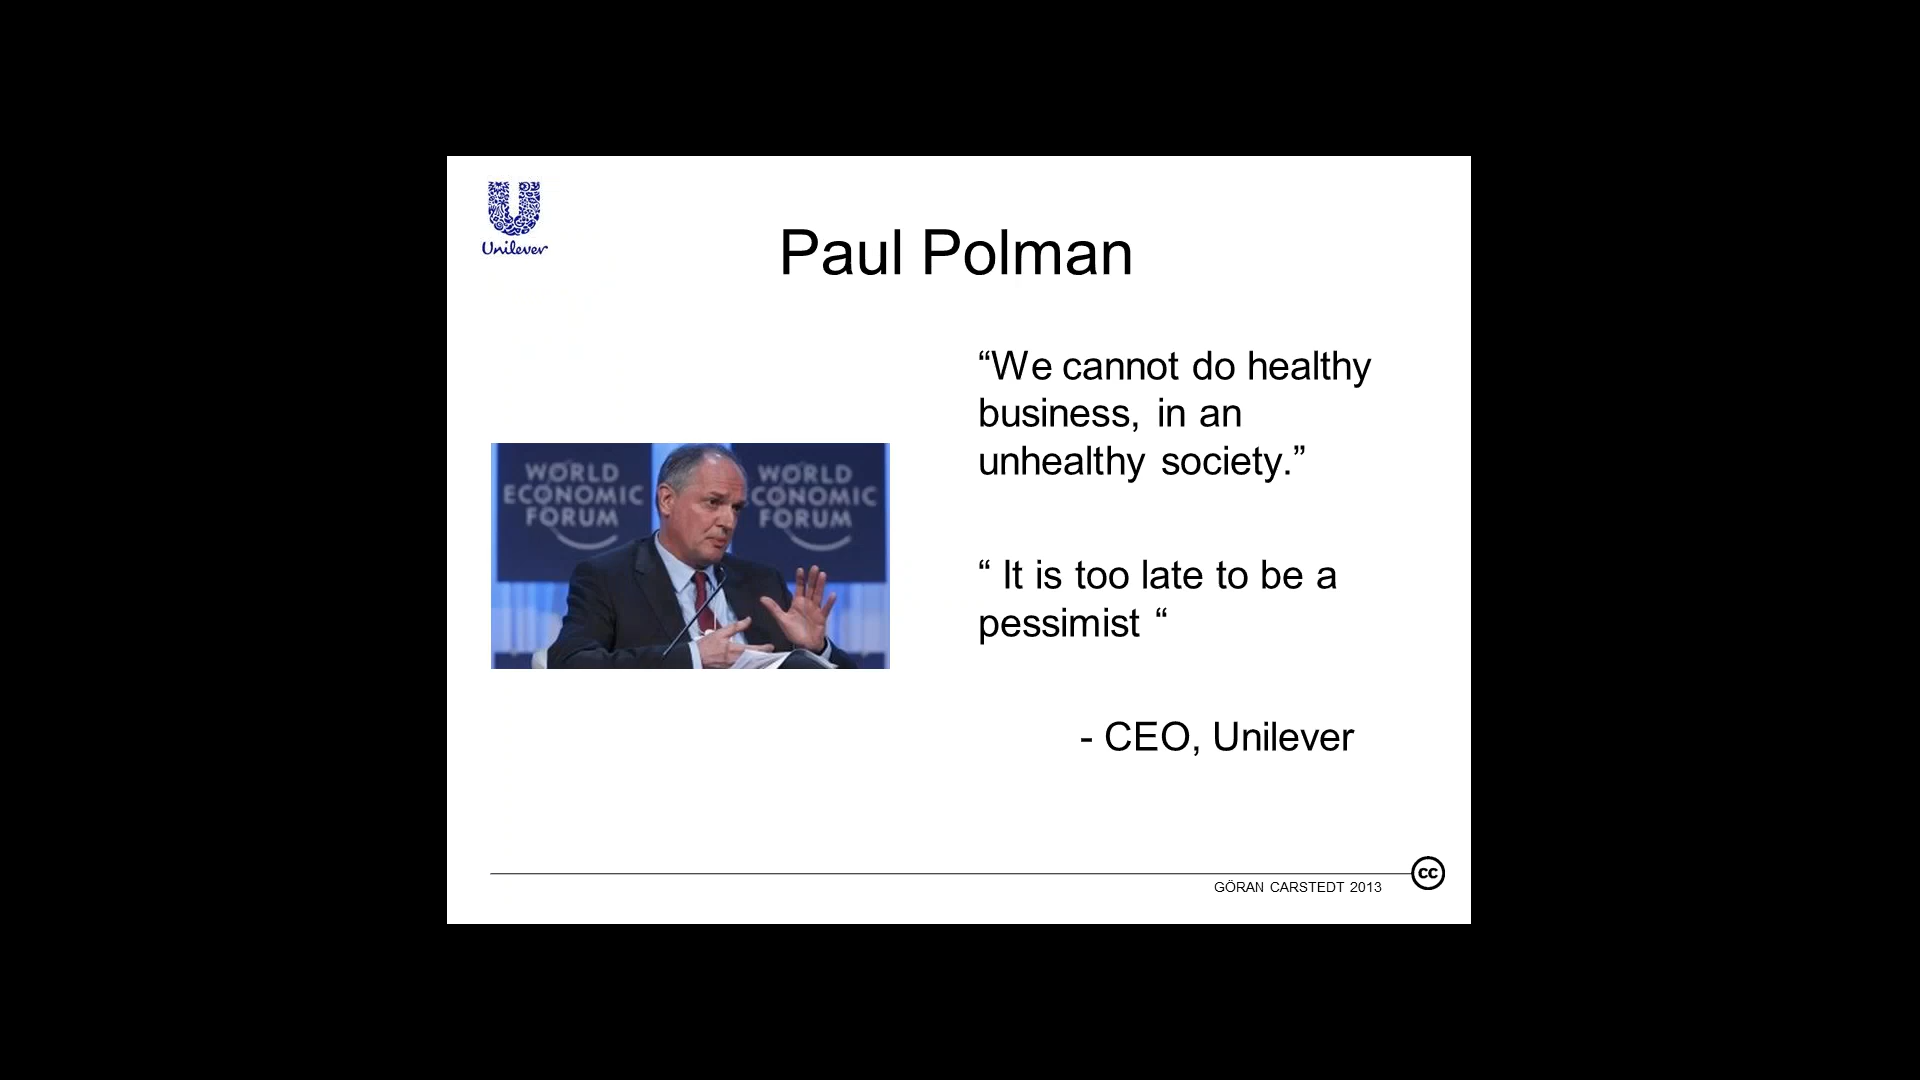 Unilever
Paul Polman
“We cannot do healthy
business, in an
unhealthy society.”
“ It is too late to be a
pessimist “
- CEO, Unilever
WORLD
ECONOMIC
FORUM
WORLD
ECONOMIC
FORUM
GÖRAN CARSTEDT 2013
cc